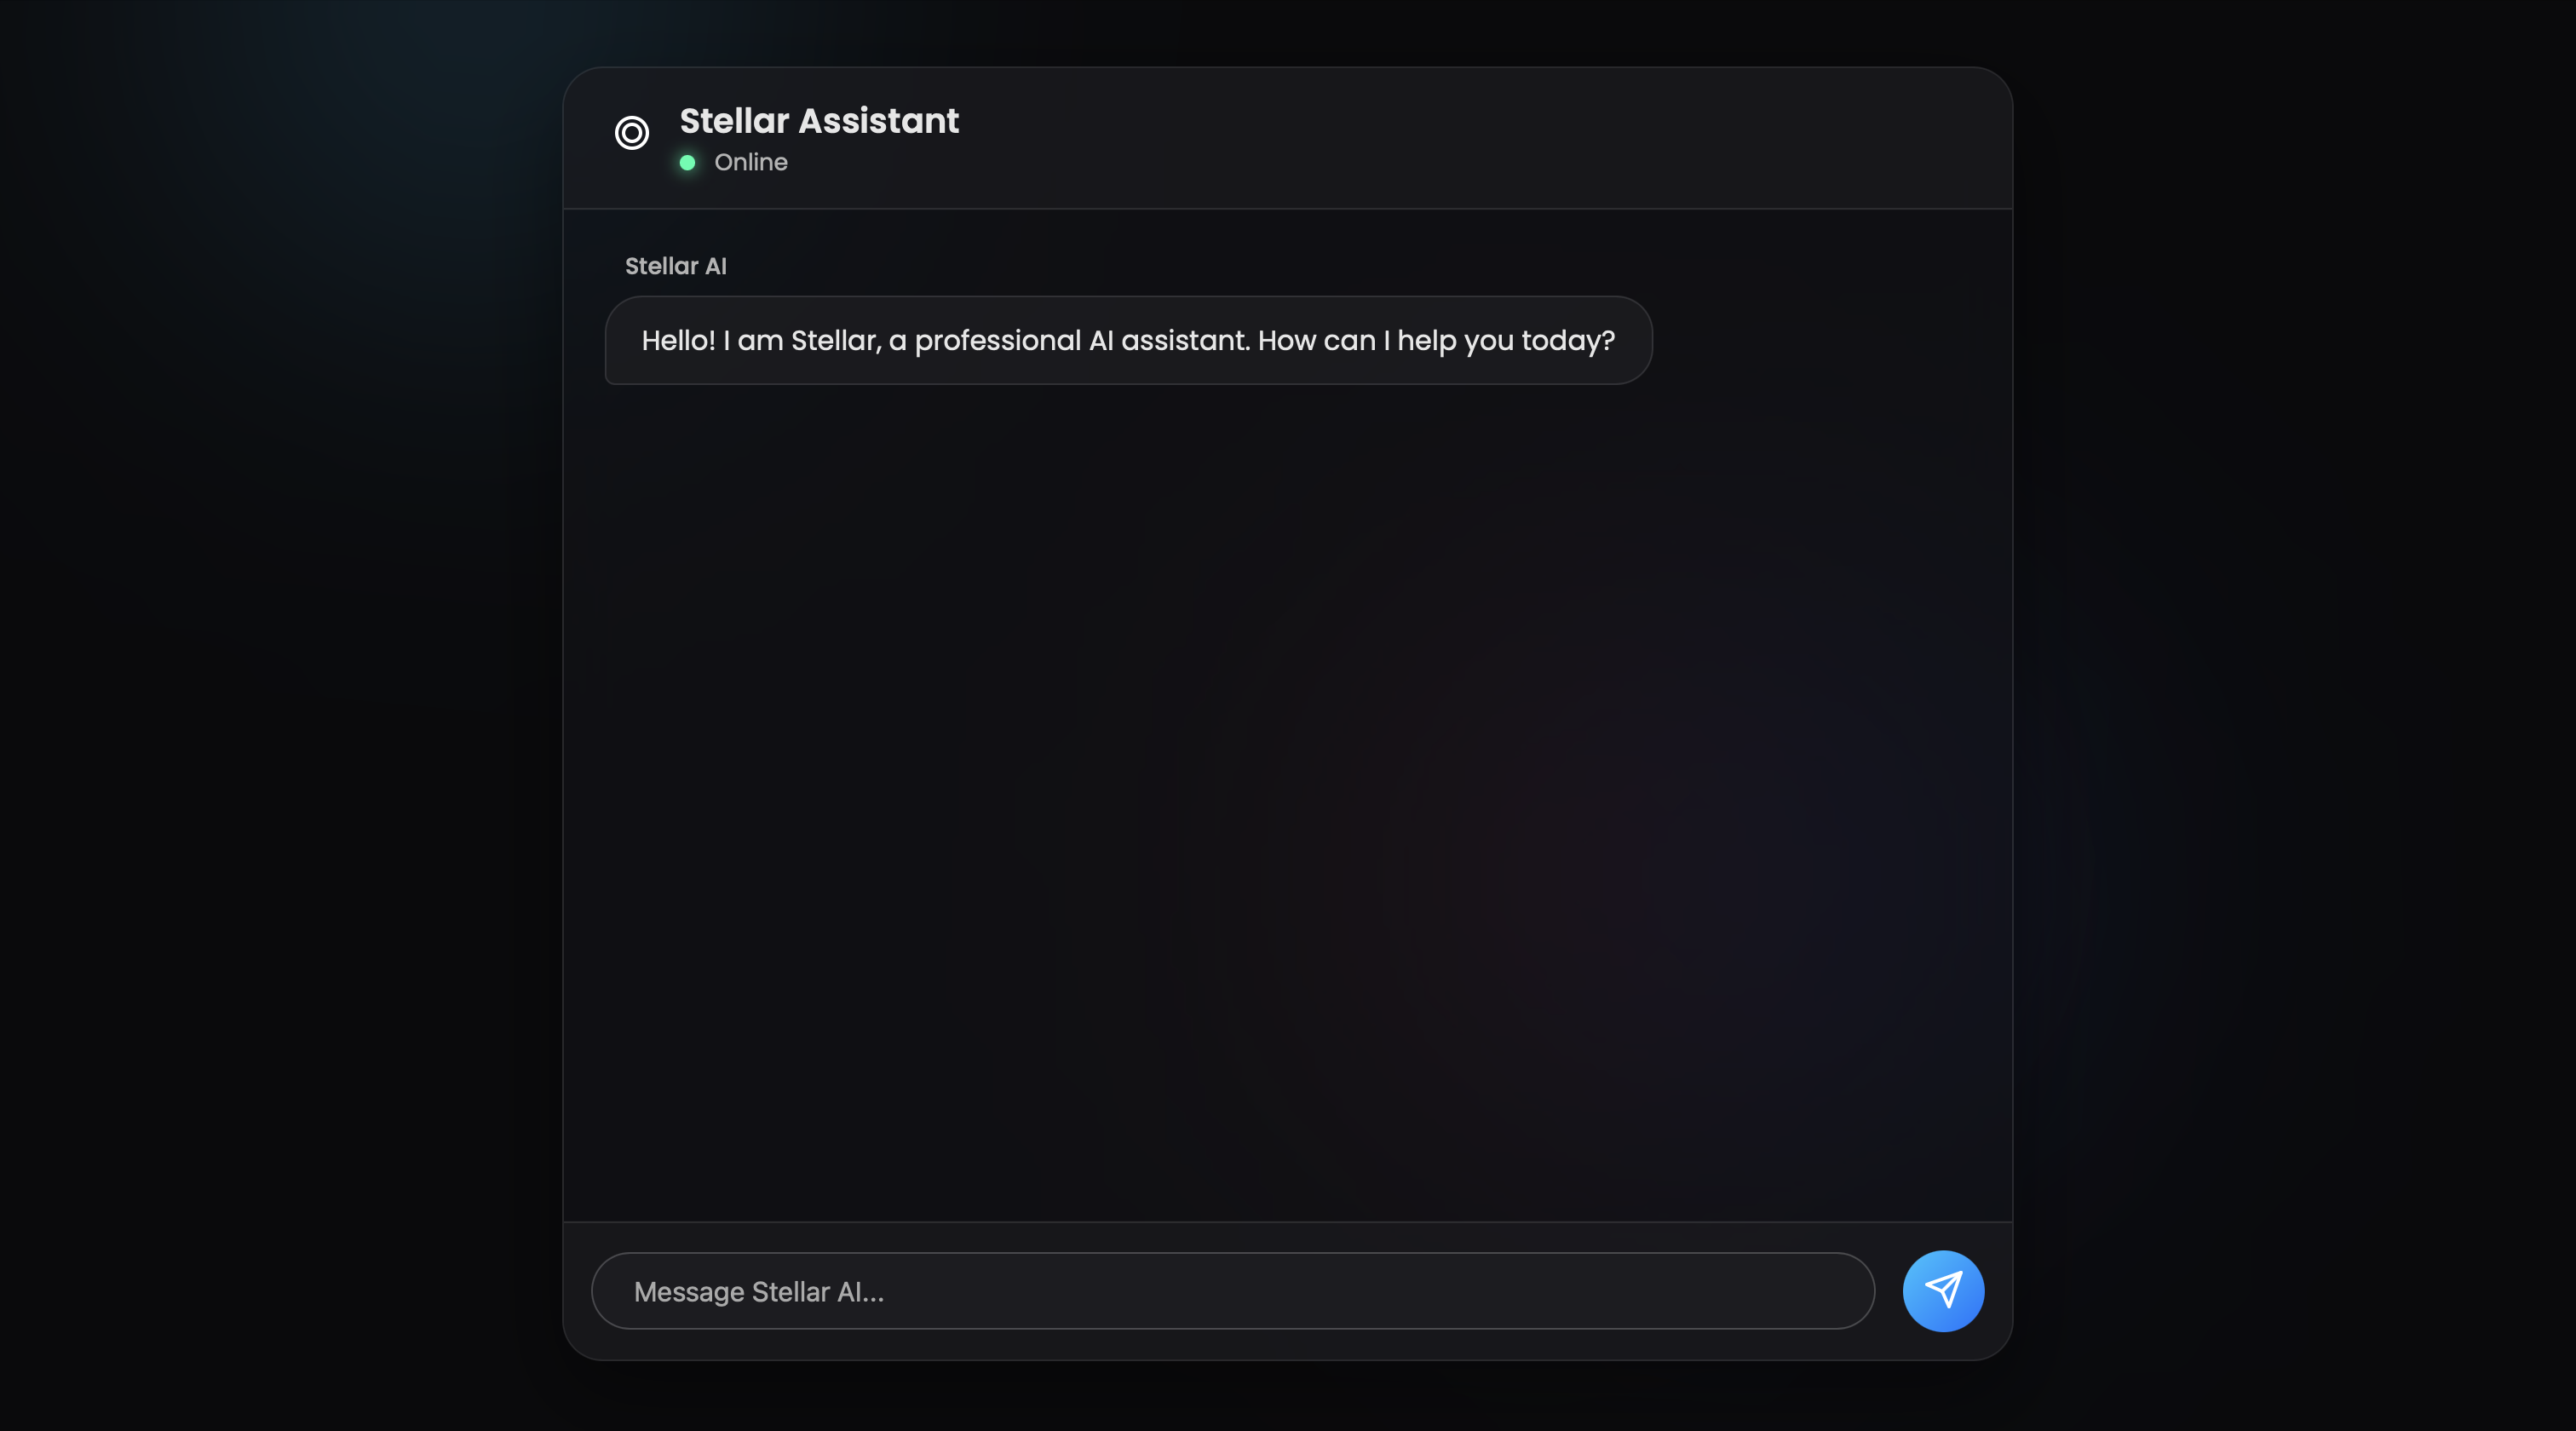 Stellar Assistant
Online
Stellar AI
Hello! I am Stellar, a professional AI assistant. How can I help you today?
Message Stellar AI...